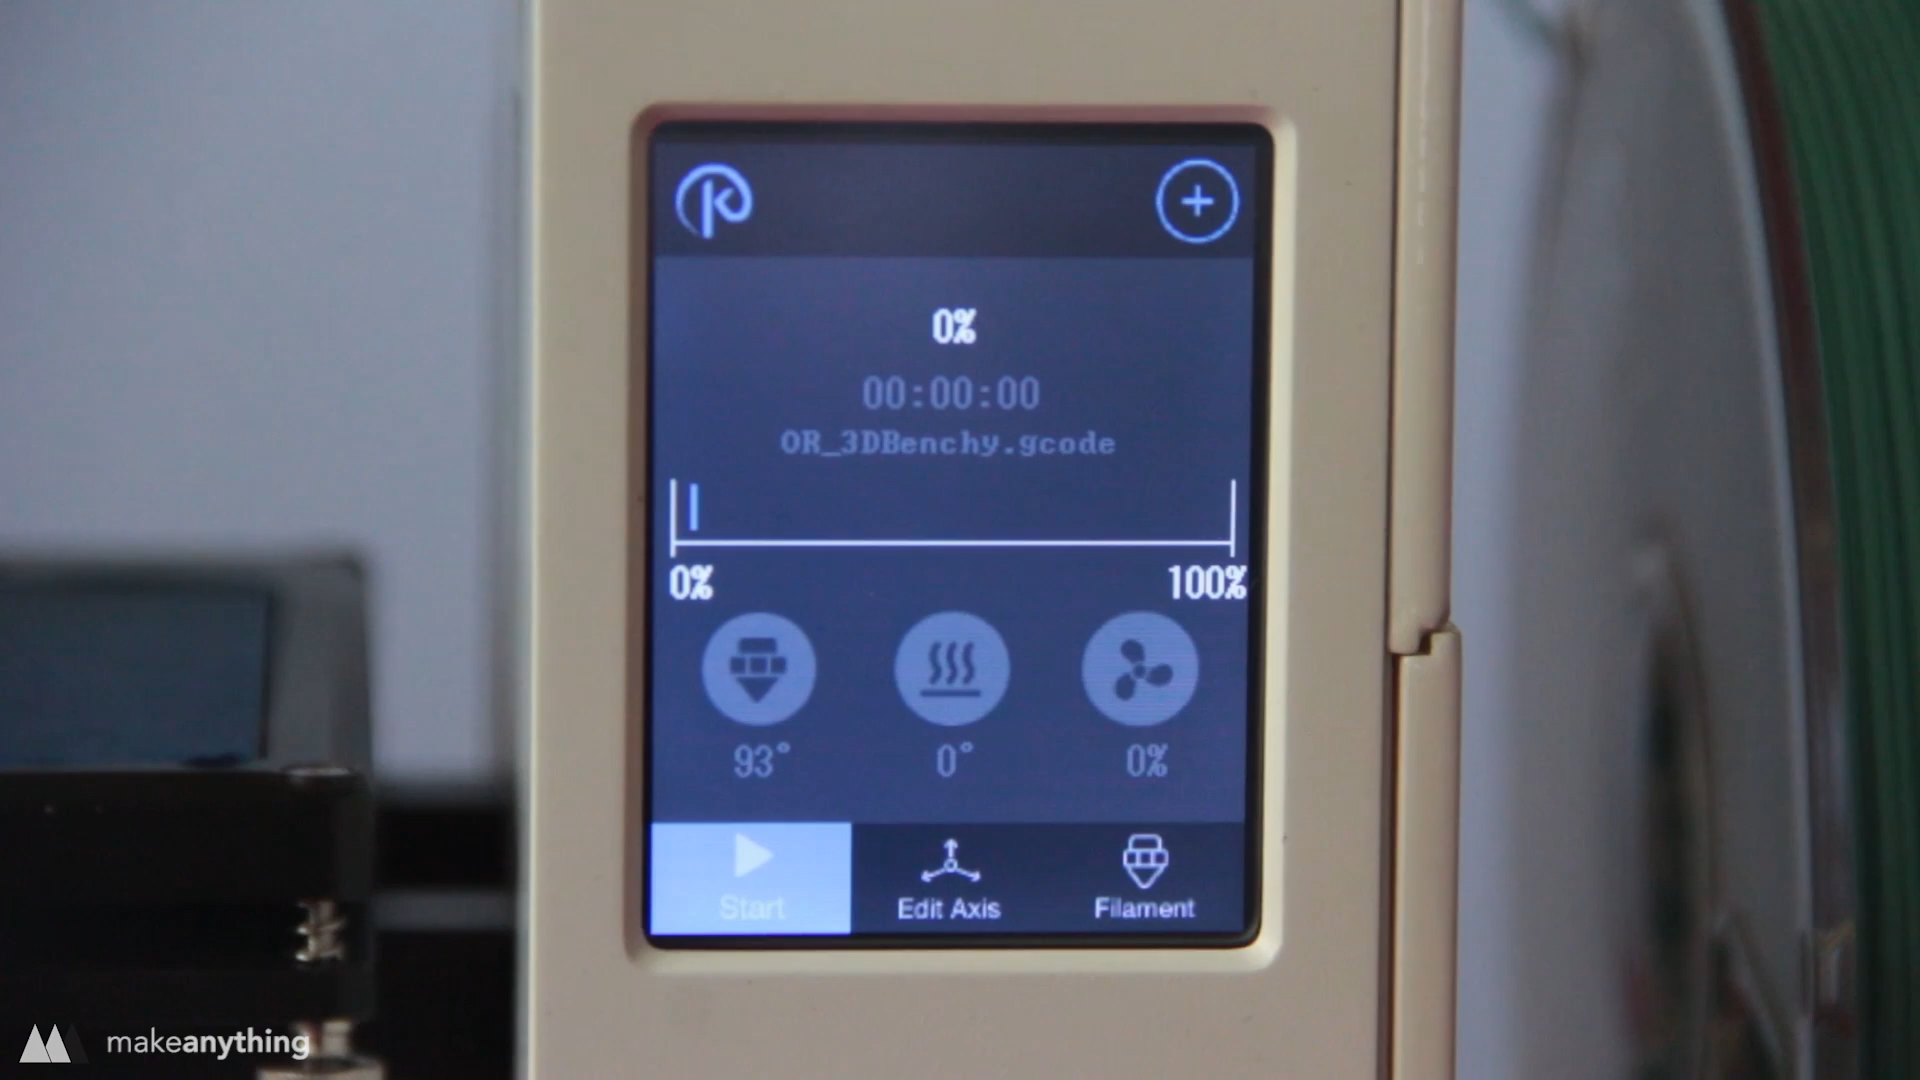 0%
00:00:00
OR_3DBenchy.gcode
0% 100%
93° 0° 0%
Start Edit Axis Filament
makeanything